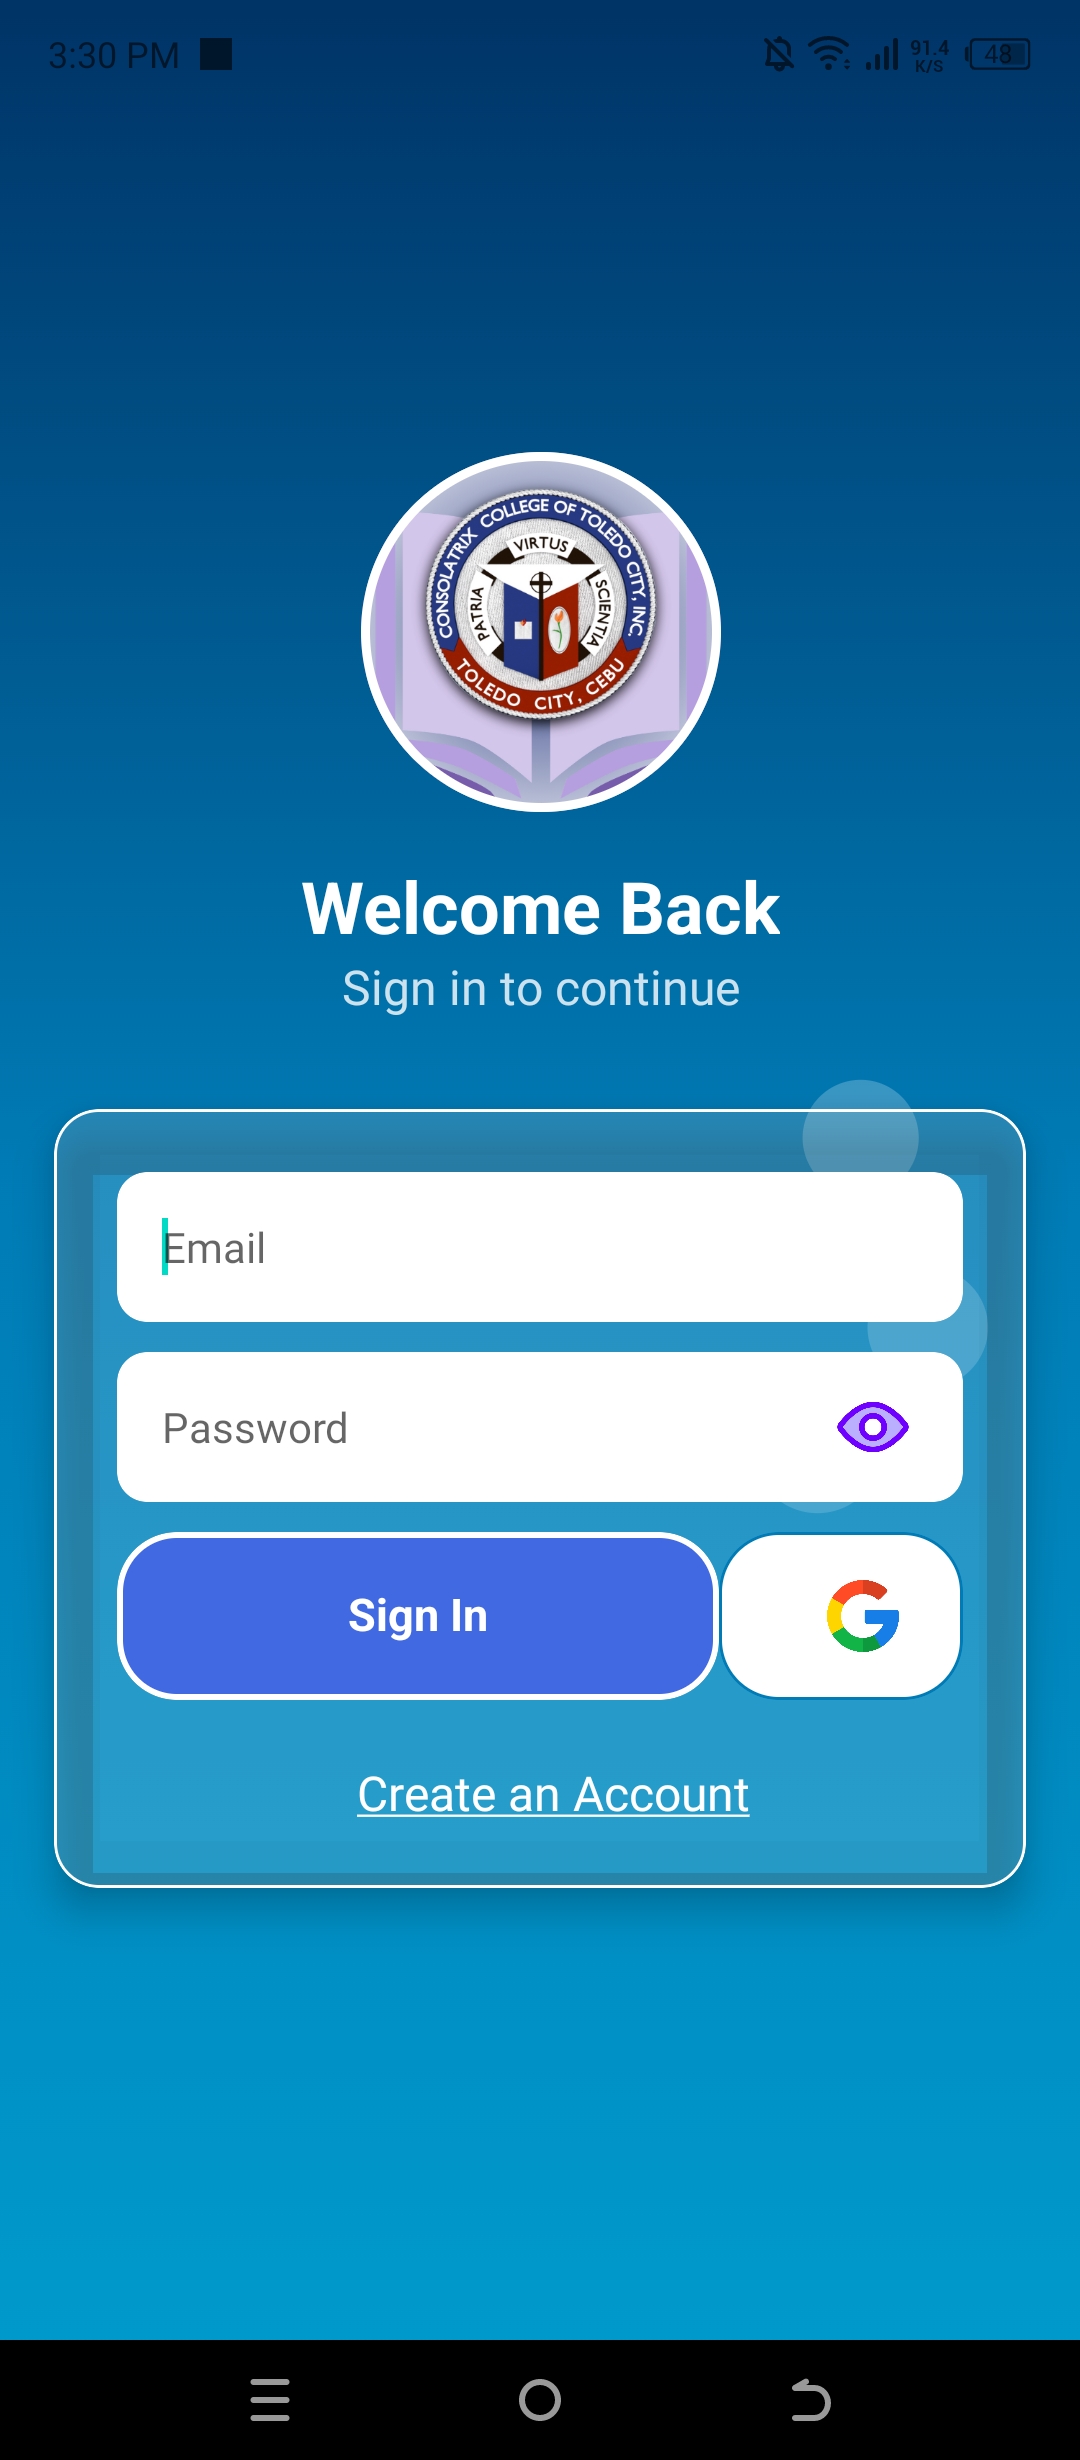 3:30 PM
91.4
K/S
48
CONSOLATRIX COLLEGE OF TOLEDO CITY, INC.
VIRTUS
PATRIA
SCIENTIA
TOLEDO CITY, CEBU
Welcome Back
Sign in to continue
Email
Password
Sign In
Create an Account